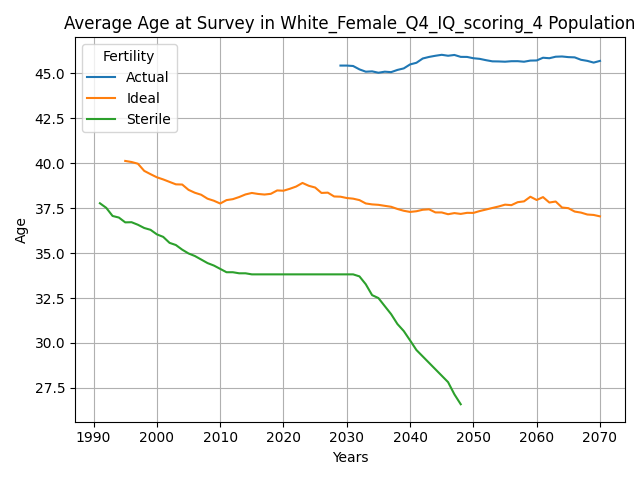 Average Age at Survey in White_Female_Q4_IQ_scoring_4 Population
Fertility
Actual
Ideal
Sterile
45.0
42.5
40.0
37.5
35.0
32.5
30.0
27.5
Age
1990 2000 2010 2020 2030 2040 2050 2060 2070
Years